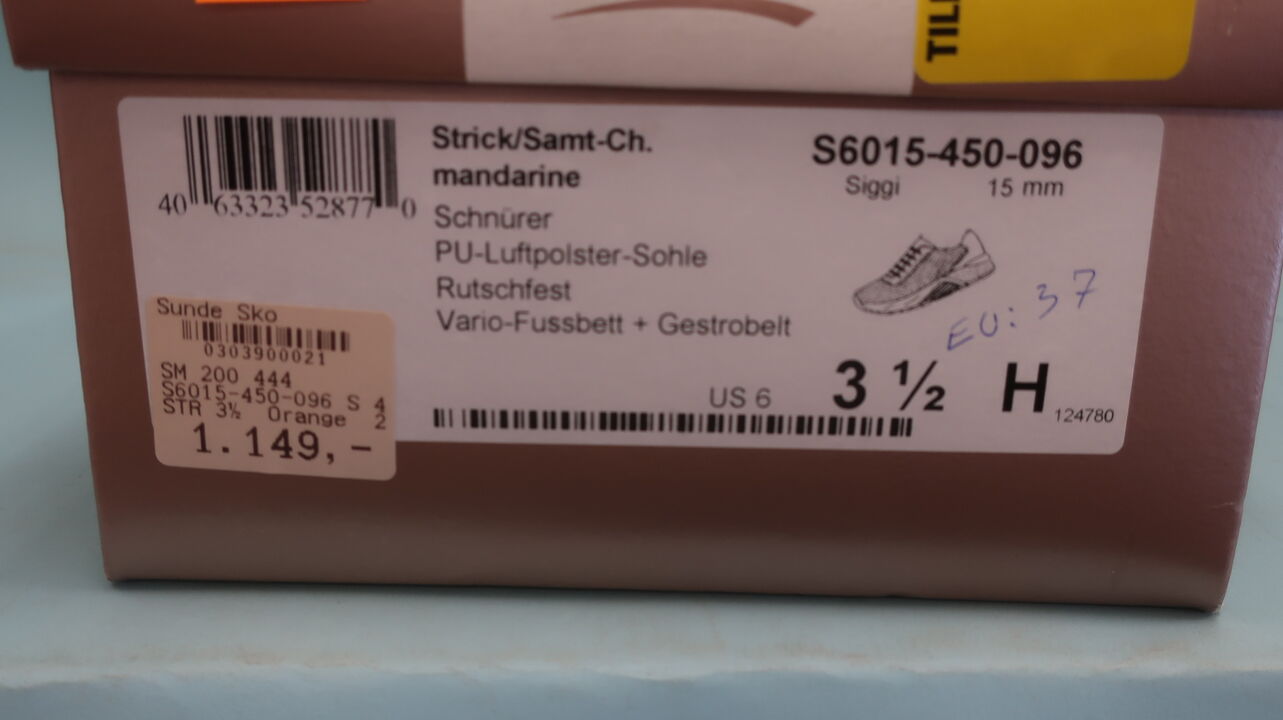 TIL
Strick/Samt-Ch.
mandarine
Schnürer
PU-Luftpolster-Sohle
Rutschfest
Vario-Fussbett + Gestrobelt
40 63323 52877 0
S6015-450-096
Siggi 15 mm
EU: 37
US 6 3 ½ H
124780
Sunde Sko
0303900021
SM 200 444
S6015-450-096 S 4
STR 3½ Orange 2
1.149,-